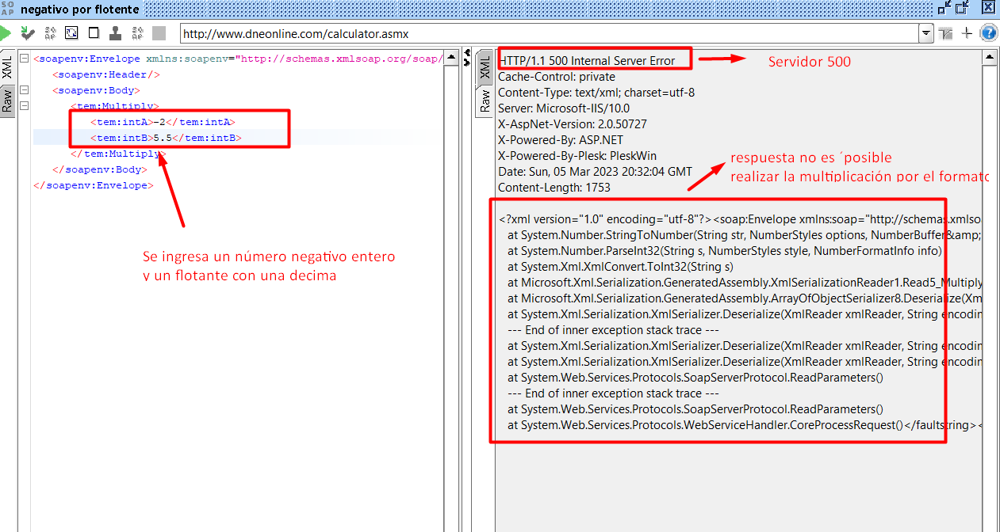 SO
AP
negativo por flotente
SO
AP
SO
AP
http://www.dneonline.com/calculator.asmx
XML
Raw
<soapenv:Envelope xmlns:soapenv="http://schemas.xmlsoap.org/soap/
<soapenv:Header/>
<soapenv:Body>
<tem:Multiply>
<tem:intA>-2</tem:intA>
<tem:intB>5.5</tem:intB>
</tem:Multiply>
</soapenv:Body>
</soapenv:Envelope>
Se ingresa un número negativo entero
y un flotante con una decima
XML
Raw
HTTP/1.1 500 Internal Server Error
Servidor 500
Cache-Control: private
Content-Type: text/xml; charset=utf-8
Server: Microsoft-IIS/10.0
X-AspNet-Version: 2.0.50727
X-Powered-By: ASP.NET
X-Powered-By-Plesk: PleskWin
Date: Sun, 05 Mar 2023 20:32:04 GMT
Content-Length: 1753
respuesta no es ´posible
realizar la multiplicación por el formato
<?xml version="1.0" encoding="utf-8"?><soap:Envelope xmlns:soap="http://schemas.xmlso
at System.Number.StringToNumber(String str, NumberStyles options, NumberBuffer&amp;
at System.Number.ParseInt32(String s, NumberStyles style, NumberFormatInfo info)
at System.Xml.XmlConvert.ToInt32(String s)
at Microsoft.Xml.Serialization.GeneratedAssembly.XmlSerializationReader1.Read5_Multiply
at Microsoft.Xml.Serialization.GeneratedAssembly.ArrayOfObjectSerializer8.Deserialize(Xm
at System.Xml.Serialization.XmlSerializer.Deserialize(XmlReader xmlReader, String encodin
--- End of inner exception stack trace ---
at System.Xml.Serialization.XmlSerializer.Deserialize(XmlReader xmlReader, String encodin
at System.Xml.Serialization.XmlSerializer.Deserialize(XmlReader xmlReader, String encodin
at System.Web.Services.Protocols.SoapServerProtocol.ReadParameters()
--- End of inner exception stack trace ---
at System.Web.Services.Protocols.SoapServerProtocol.ReadParameters()
at System.Web.Services.Protocols.WebServiceHandler.CoreProcessRequest()</faultstring><